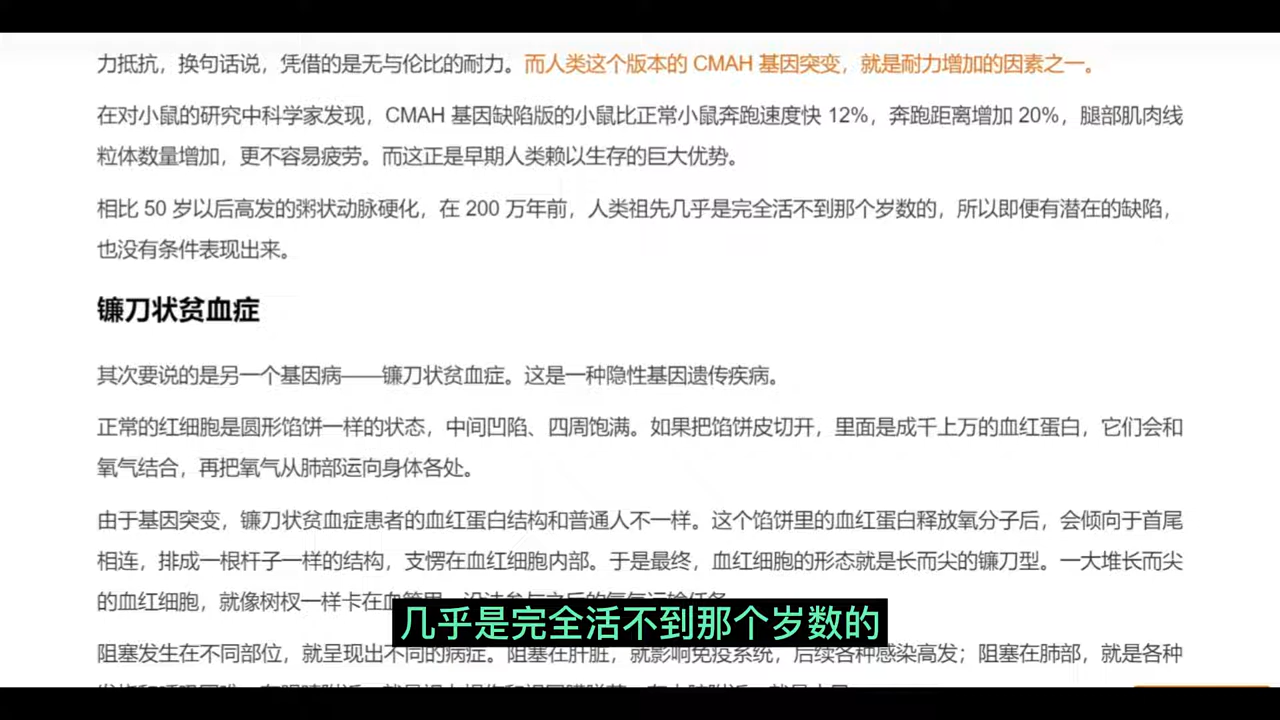 力抵抗，换句话说，凭借的是无与伦比的耐力。而人类这个版本的 CMAH 基因突变，就是耐力增加的因素之一。
在对小鼠的研究中科学家发现，CMAH 基因缺陷版的小鼠比正常小鼠奔跑速度快 12%，奔跑距离增加 20%，腿部肌肉线
粒体数量增加，更不容易疲劳。而这正是早期人类赖以生存的巨大优势。
相比 50 岁以后高发的粥状动脉硬化，在 200 万年前，人类祖先几乎是完全活不到那个岁数的，所以即便有潜在的缺陷，
也没有条件表现出来。
镰刀状贫血症
其次要说的是另一个基因病——镰刀状贫血症。这是一种隐性基因遗传疾病。
正常的红细胞是圆形馅饼一样的状态，中间凹陷、四周饱满。如果把馅饼皮切开，里面是成千上万的血红蛋白，它们会和
氧气结合，再把氧气从肺部运向身体各处。
由于基因突变，镰刀状贫血症患者的血红蛋白结构和普通人不一样。这个馅饼里的血红蛋白释放氧分子后，会倾向于首尾
相连，排成一根杆子一样的结构，支愣在血红细胞内部。于是最终，血红细胞的形态就是长而尖的镰刀型。一大堆长而尖
的血红细胞，就像树杈一样卡在
几乎是完全活不到那个岁数的
阻塞发生在不同部位，就呈现出不同的病症。阻塞在肝脏，就影响免疫系统，后续各种感染高发；阻塞在肺部，就是各种